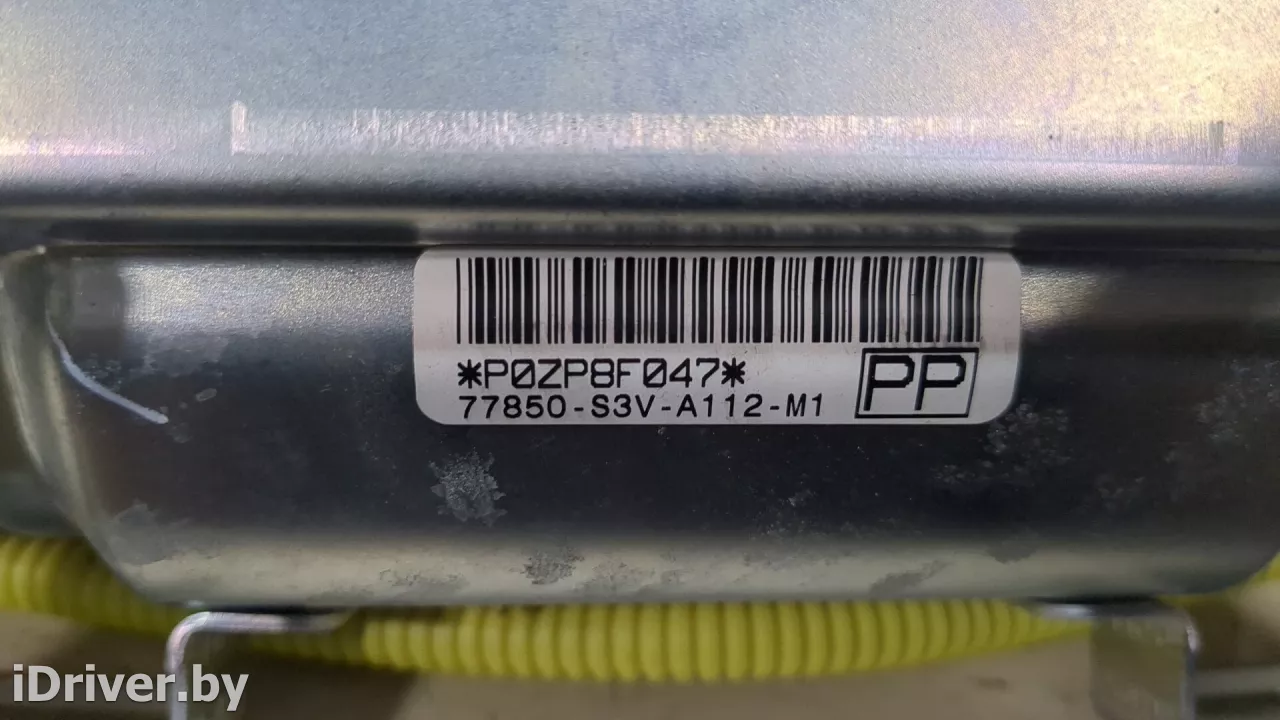 *P0ZP8F047*
77850-S3V-A112-M1
PP
iDriver.by